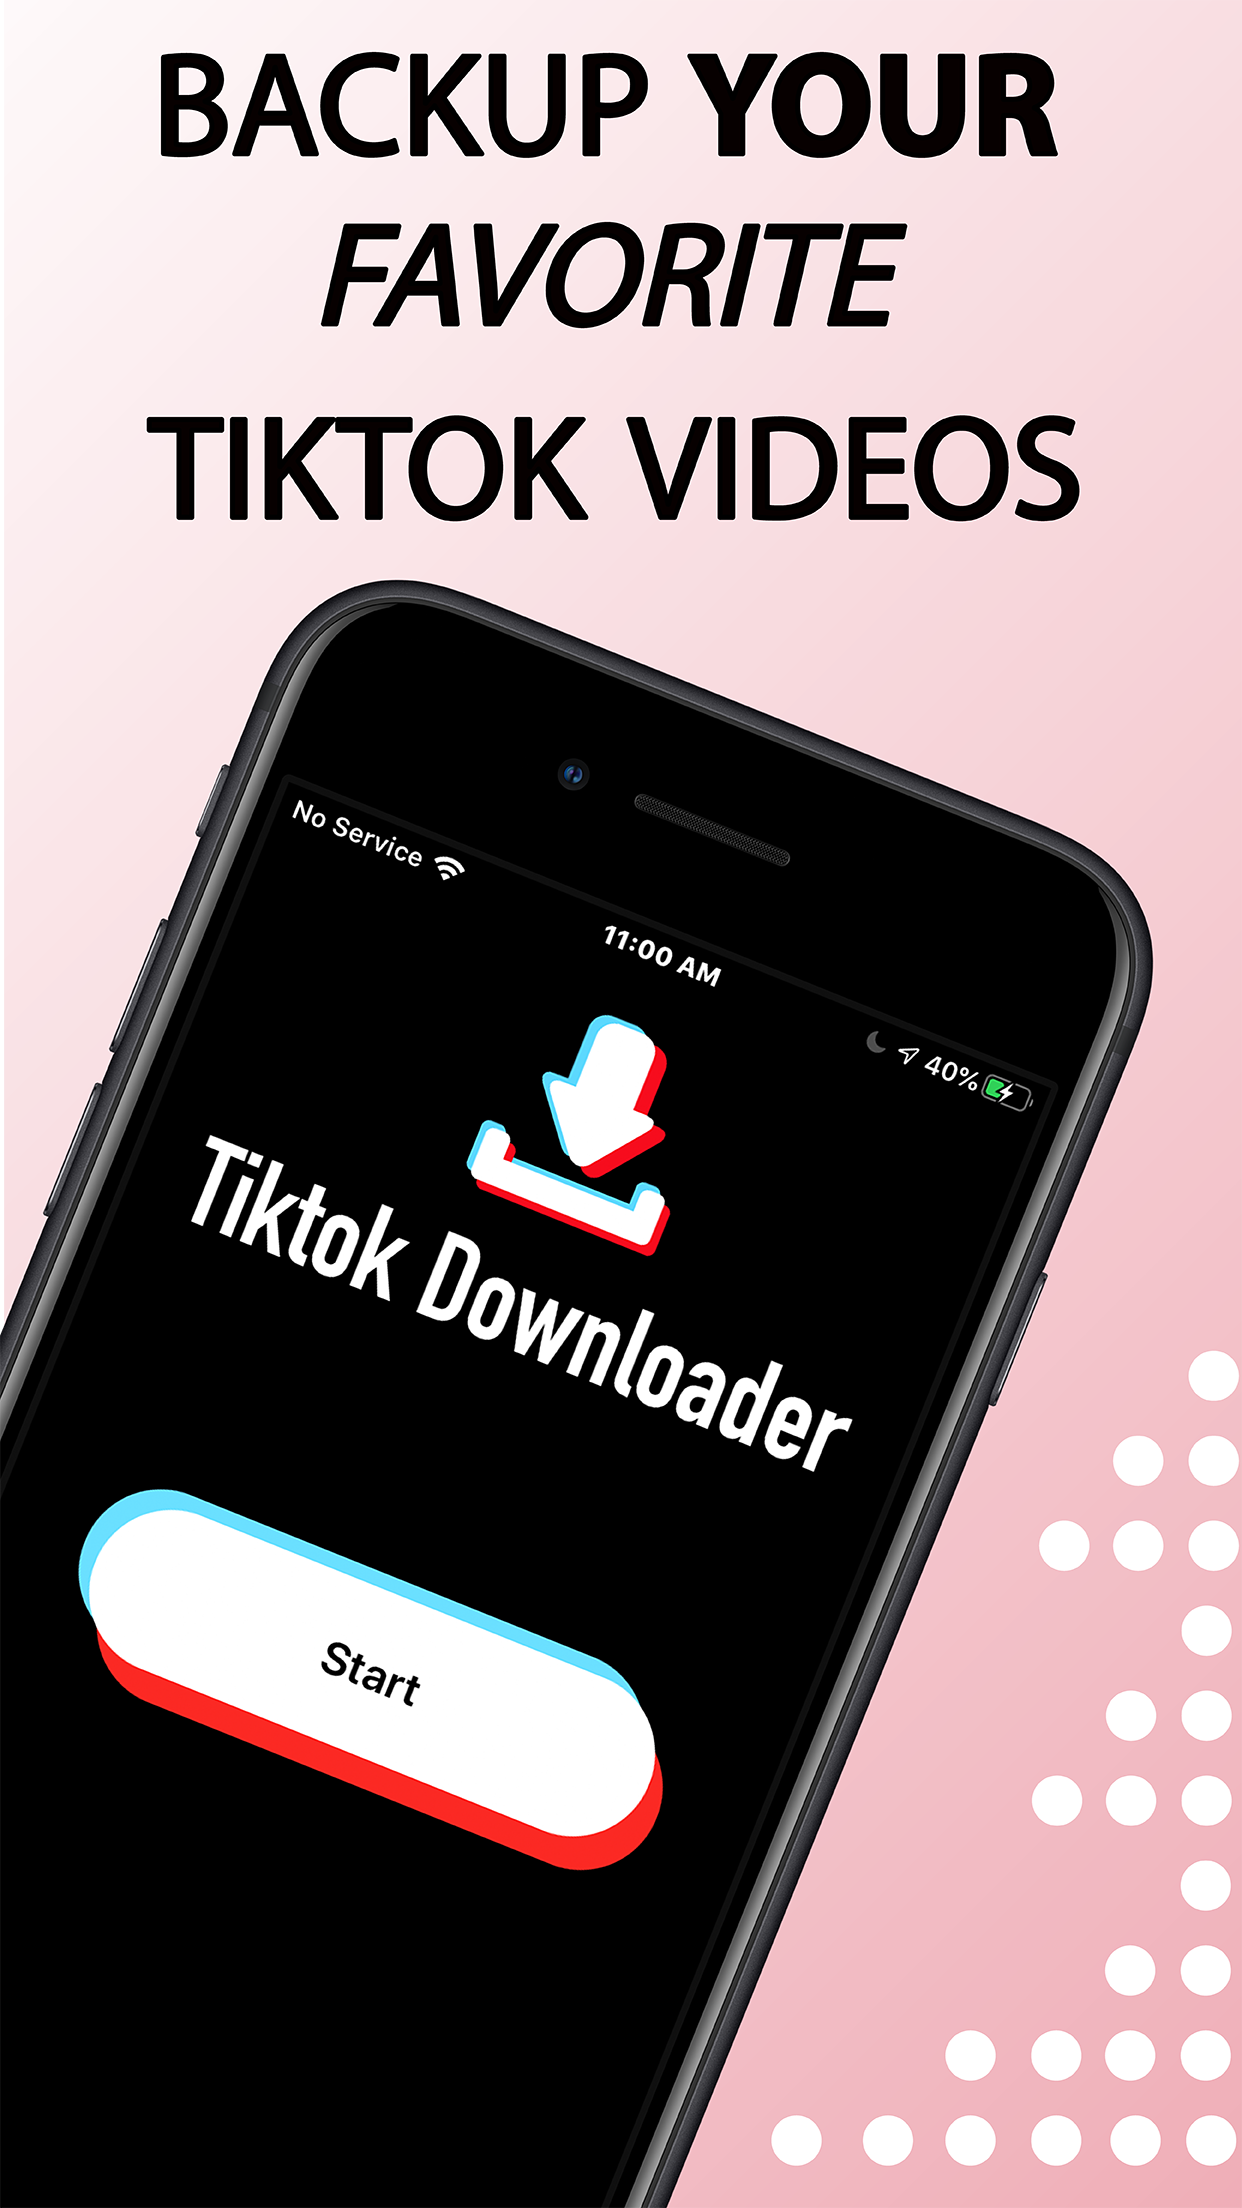 BACKUP YOUR
FAVORITE
TIKTOK VIDEOS
No Service
11:00 AM
40%
Tiktok Downloader
Start